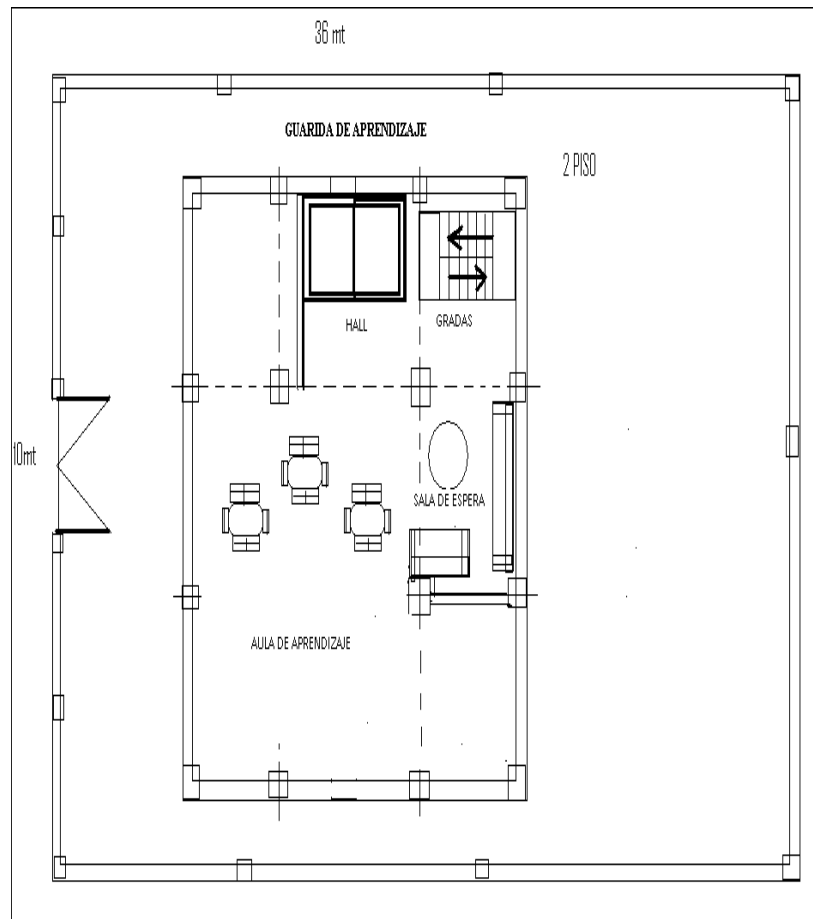 36 mt
GUARIDA DE APRENDIZAJE
2 PISO
HALL
GRADAS
10mt
SALA DE ESPERA
AULA DE APRENDIZAJE